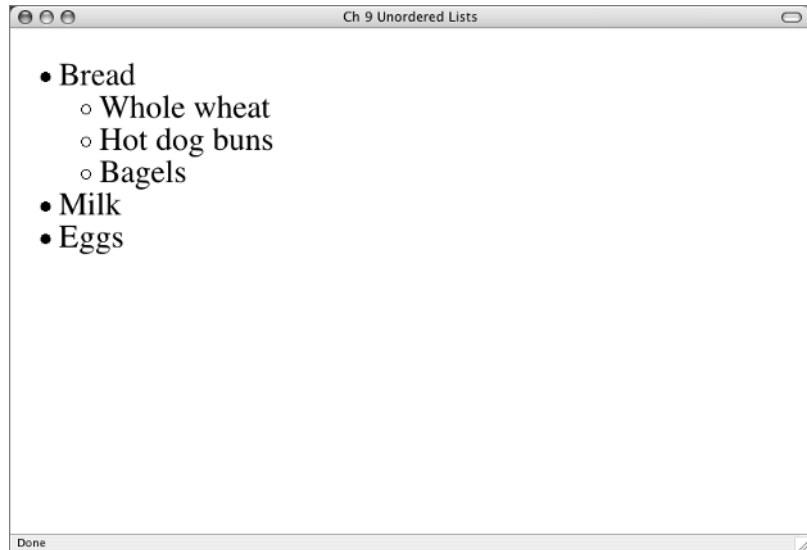 Ch 9 Unordered Lists
• Bread
◦ Whole wheat
◦ Hot dog buns
◦ Bagels
• Milk
• Eggs
Done